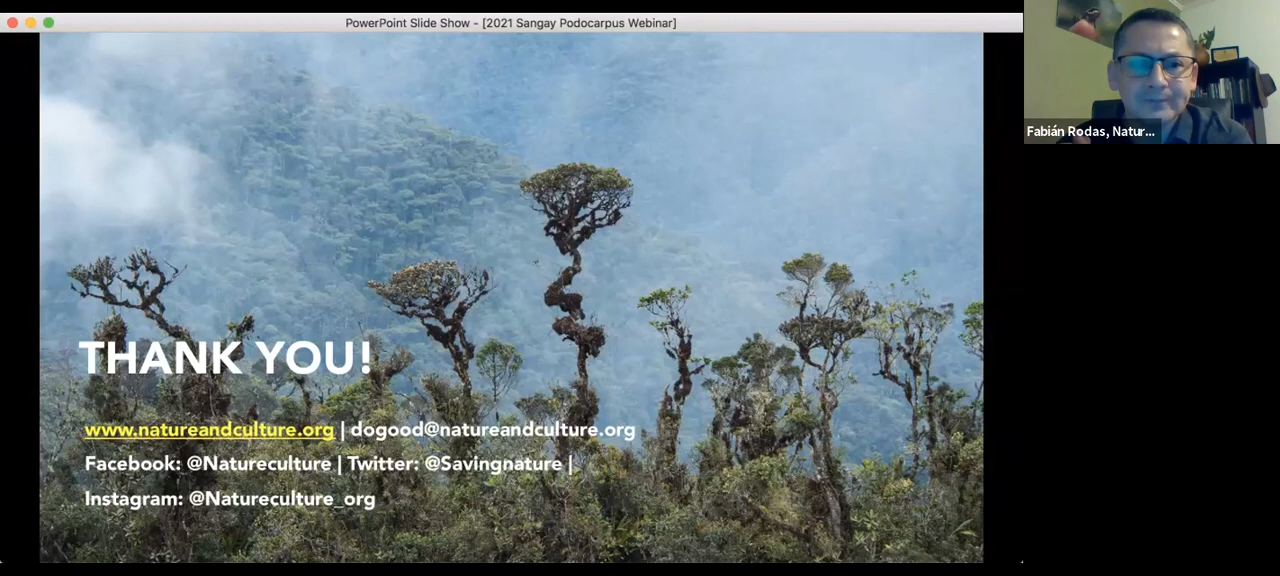 PowerPoint Slide Show - [2021 Sangay Podocarpus Webinar]
Fabián Rodas, Natur...
THANK YOU!
www.natureandculture.org | dogood@natureandculture.org
Facebook: @Natureculture | Twitter: @Savingnature |
Instagram: @Natureculture_org